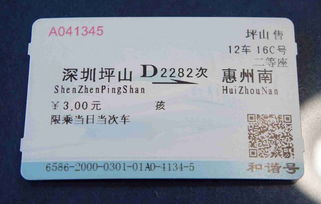 A041345 坪山 售
12车 16C号
二等座
深圳坪山 D2282次 惠州南
ShenZhenPingShan HuiZhouNan
¥3.00元 孩
限乘当日当次车
6586-2000-0301-01A0-4134-5 和谐号